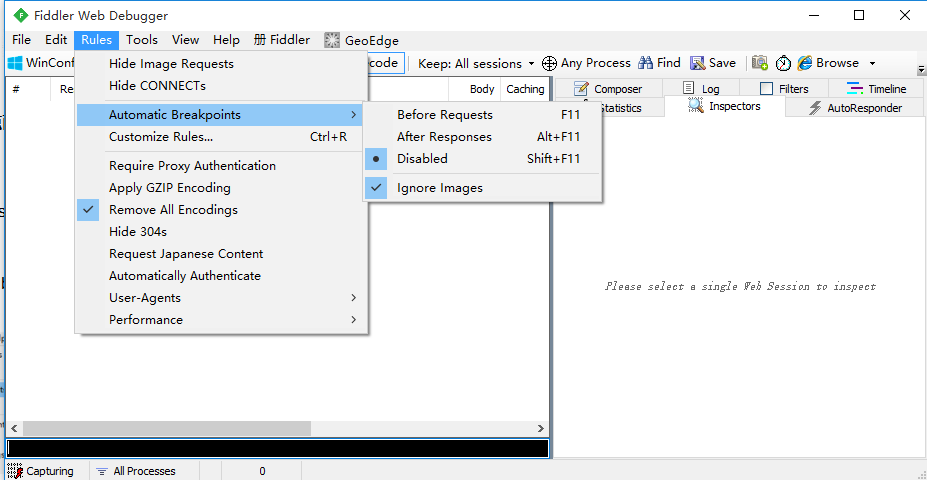 Fiddler Web Debugger
File Edit Rules Tools View Help 册 Fiddler GeoEdge
WinConf code Keep: All sessions Any Process Find Save Browse
# Re Body Caching
Hide Image Requests
Hide CONNECTs
Automatic Breakpoints
Customize Rules... Ctrl+R
Require Proxy Authentication
Apply GZIP Encoding
Remove All Encodings
Hide 304s
Request Japanese Content
Automatically Authenticate
User-Agents
Performance
Before Requests F11
After Responses Alt+F11
Disabled Shift+F11
Ignore Images
Composer Log Filters Timeline
Statistics Inspectors AutoResponder
Please select a single Web Session to inspect
Capturing All Processes 0